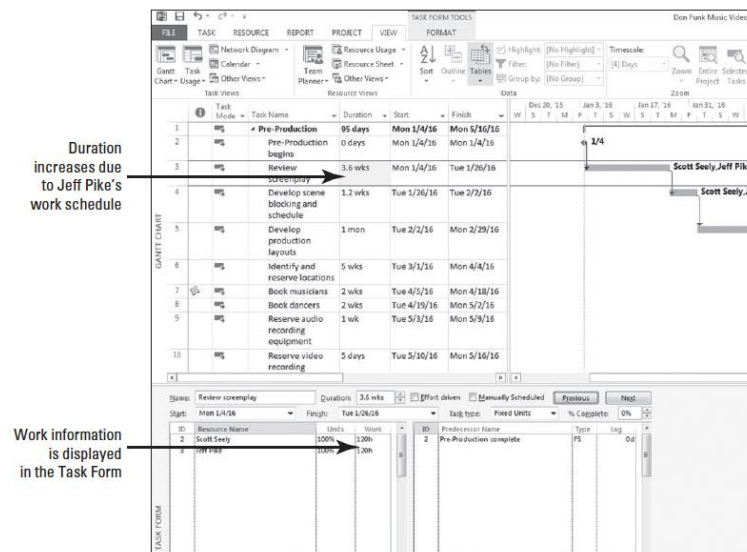 TASK FORM TOOLS
Don Funk Music Video
FILE TASK RESOURCE REPORT PROJECT VIEW FORMAT
Network Diagram
Calendar
Other Views
Gantt Chart
Task Usage
Task Views
Team Planner
Resource Usage
Resource Sheet
Other Views
Resource Views
Sort Outline Tables
Highlight: [No Highlight]
Filter: [No Filter]
Group by: [No Group]
Data
Timescale:
[4] Days
Zoom Entire Project Selected Tasks
Zoom
Task Mode Task Name Duration Start Finish
Dec 20, '15 Jan 3, '16 Jan 17, '16 Jan 31, '16
W S T M F T S W S T M F T S W
1 Pre-Production 95 days Mon 1/4/16 Mon 5/16/16
2 Pre-Production begins 0 days Mon 1/4/16 Mon 1/4/16
1/4
3 Review screenplay 3.6 wks Mon 1/4/16 Tue 1/26/16
Scott Seely,Jeff Pik
4 Develop scene blocking and schedule 1.2 wks Tue 1/26/16 Tue 2/2/16
Scott Seely,
5 Develop production layouts 1 mon Tue 2/2/16 Mon 2/29/16
6 Identify and reserve locations 5 wks Tue 3/1/16 Mon 4/4/16
7 Book musicians 2 wks Tue 4/5/16 Mon 4/18/16
8 Book dancers 2 wks Tue 4/19/16 Mon 5/2/16
9 Reserve audio recording equipment 1 wk Tue 5/3/16 Mon 5/9/16
10 Reserve video recording 5 days Tue 5/10/16 Mon 5/16/16
GANTT CHART
Duration
increases due
to Jeff Pike's
work schedule
Name: Review screenplay Duration: 3.6 wks Effort driven Manually Scheduled Previous Next
Start: Mon 1/4/16 Finish: Tue 1/26/16 Task type: Fixed Units % Complete: 0%
ID Resource Name Units Work
2 Scott Seely 100% 120h
3 Jeff Pike 100% 120h
ID Predecessor Name Type Lag
2 Pre-Production complete FS 0d
TASK FORM
Work information
is displayed
in the Task Form